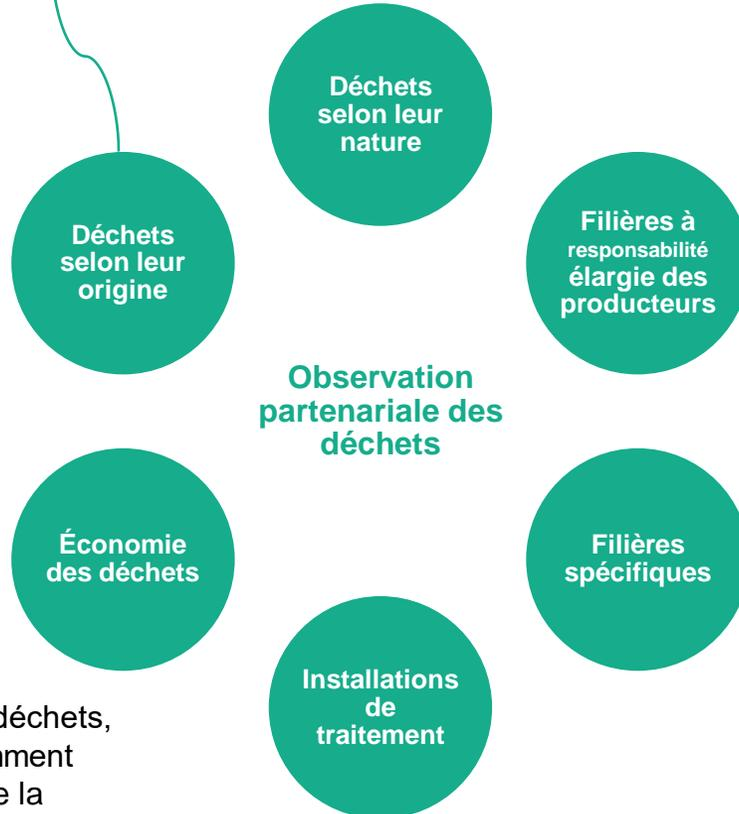 Déchets
selon leur
nature
Déchets
selon leur
origine
Filières à
responsabilité
élargie des
producteurs
Observation
partenariale des
déchets
Économie
des déchets
Filières
spécifiques
Installations
de
traitement
déchets,
la